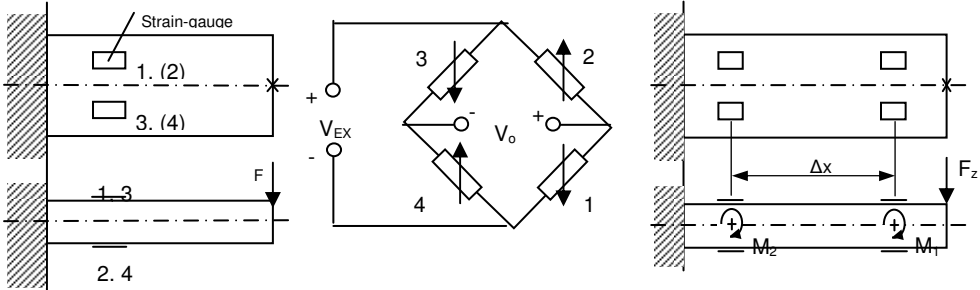 Strain-gauge
1. (2)
3. (4)
F
1. 3
2. 4
+
V_EX
-
3
2
-
V_o
+
4
1
Δx
F_z
M_2
M_1